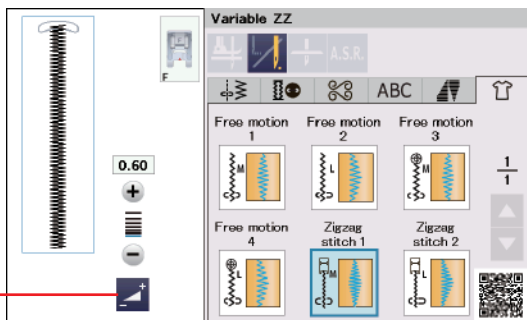 Variable ZZ
F
A.S.R.
ABC
0.60
Free motion
1
Free motion
2
Free motion
3
M
L
M
1
1
Free motion
4
Zigzag
stitch 1
Zigzag
stitch 2
L
M
L